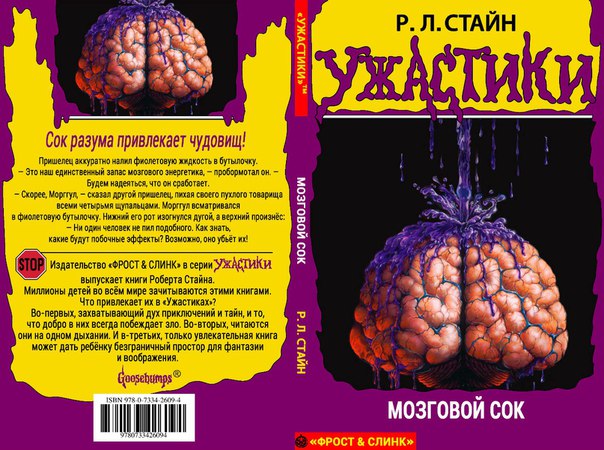 Сок разума привлекает чудовищ!
Пришелец аккуратно налил фиолетовую жидкость в бутылочку.
— Это наш единственный запас мозгового энергетика, — пробормотал он. —
Будем надеяться, что он сработает.
— Скорее, Морггул, — сказал другой пришелец, пихая своего пухлого товарища
всеми четырьмя щупальцами. Моргул всматривался
в фиолетовую бутылочку. Нижний его рот изогнулся дугой, а верхний произнёс:
— Ни один человек не пил подобного. Как знать,
какие будут побочные эффекты? Возможно, оно убьёт их!
STOP Издательство «ФРОСТ & СЛИНК» в серии УЖАСТИКИ
выпускает книги Роберта Стайна.
Миллионы детей во всём мире зачитываются этими книгами.
Что привлекает их в «Ужастиках»?
Во-первых, захватывающий дух приключений и тайн, и то,
что добро в них всегда побеждает зло. Во-вторых, читаются
они на одном дыхании. И в-третьих, только увлекательная книга
может дать ребёнку безграничный простор для фантазии
и воображения.
Goosebumps®
ISBN 978-0-7334-2609-4
9780733426094
«УЖАСТИКИ»™
МОЗГОВОЙ СОК
Р. Л. СТАЙН
Р. Л. СТАЙН
УЖАСТИКИ
МОЗГОВОЙ СОК
«ФРОСТ & СЛИНК»